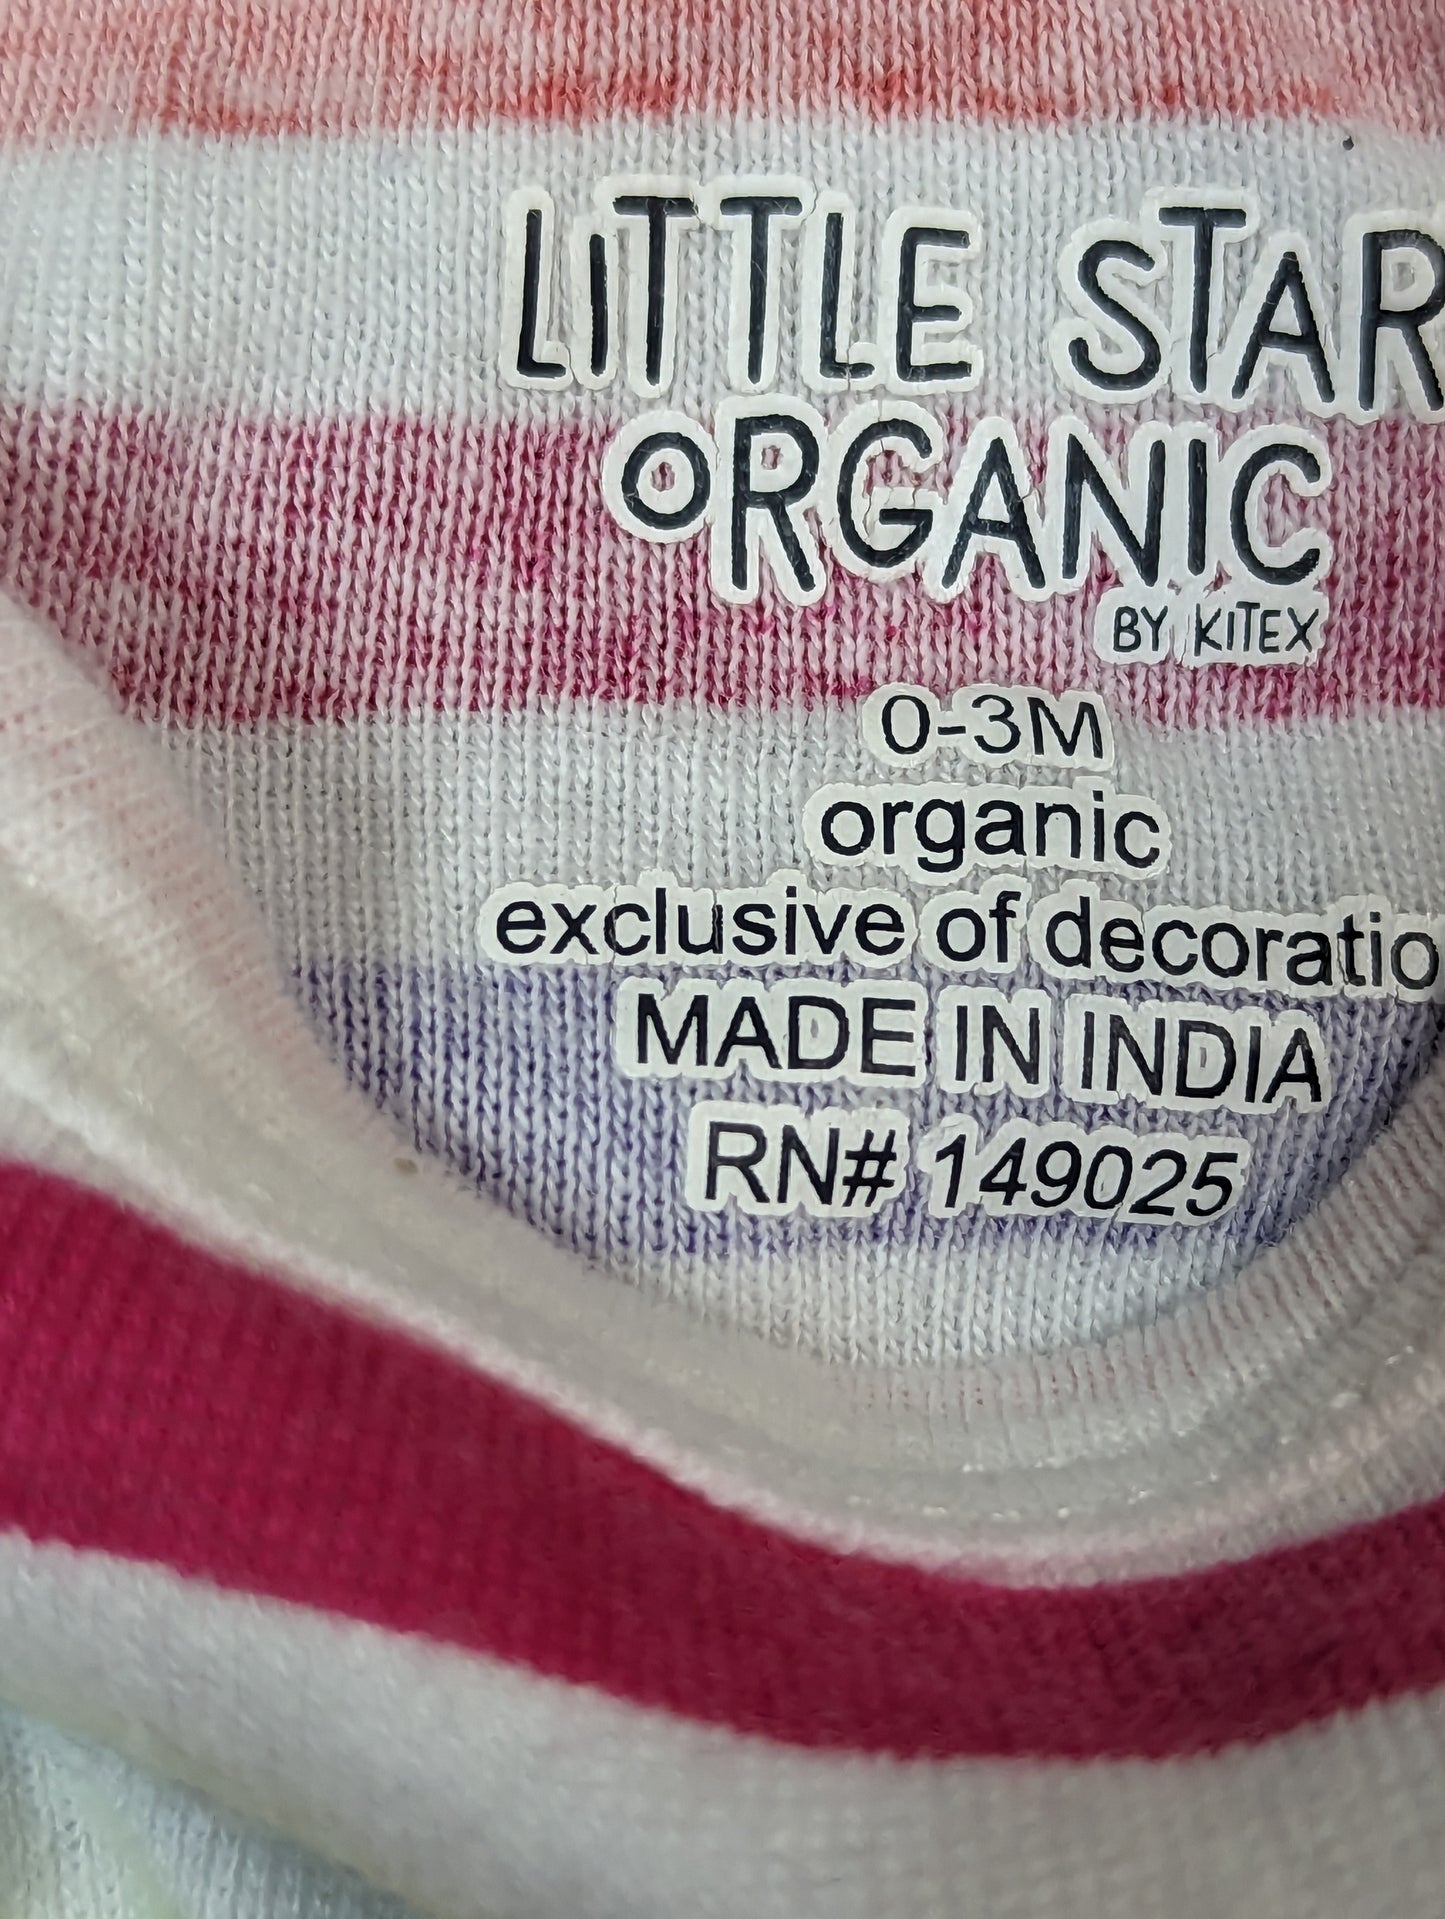 LiTTLE STAR
ORGANIC
BY KITEX
0-3M
organic
exclusive of decoratio
MADE IN INDIA
RN# 149025